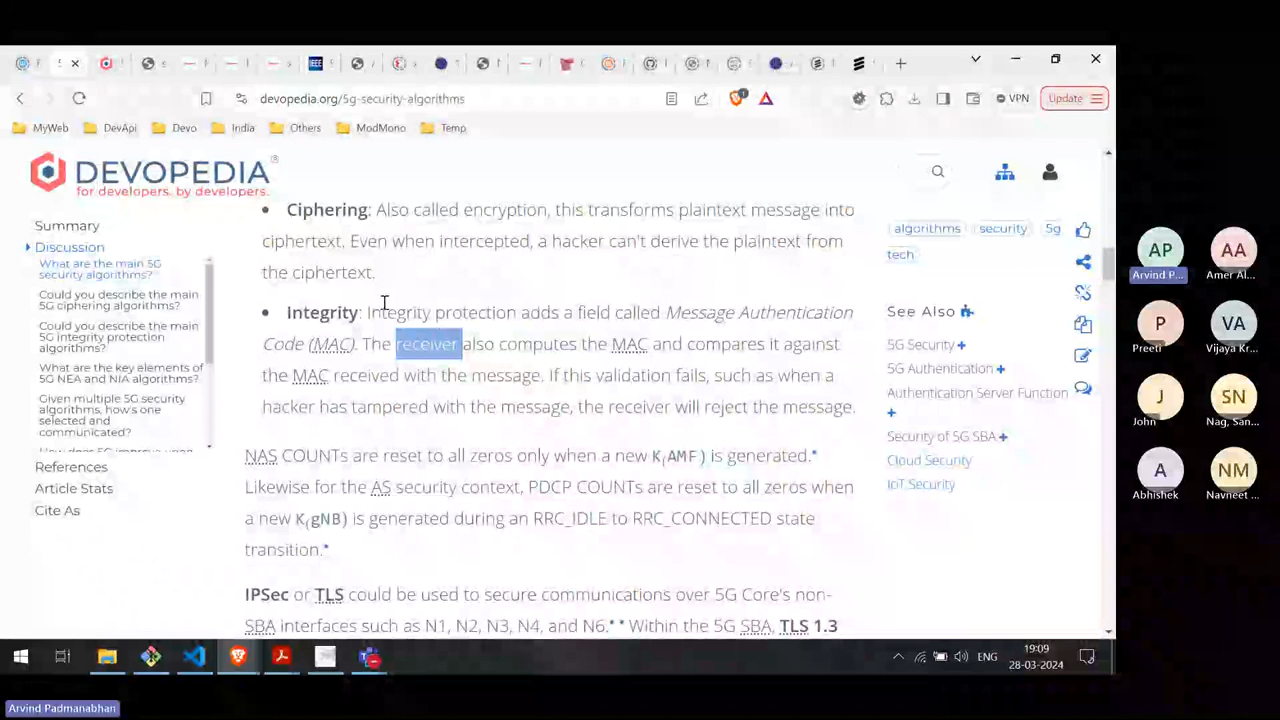 devopedia.org/5g-security-algorithms
VPN
Update
MyWeb
DevApi
Devo
India
Others
ModMono
Temp
DEVOPEDIA
for developers. by developers.
Summary
Discussion
What are the main 5G
security algorithms?
Could you describe the main
5G ciphering algorithms?
Could you describe the main
5G integrity protection
algorithms?
What are the key elements of
5G NEA and NIA algorithms?
Given multiple 5G security
algorithms, how's one
selected and
communicated?
References
Article Stats
Cite As
• Ciphering: Also called encryption, this transforms plaintext message into
ciphertext. Even when intercepted, a hacker can't derive the plaintext from
the ciphertext.
• Integrity: Integrity protection adds a field called Message Authentication
Code (MAC). The receiver also computes the MAC and compares it against
the MAC received with the message. If this validation fails, such as when a
hacker has tampered with the message, the receiver will reject the message.
NAS COUNTs are reset to all zeros only when a new K(AMF) is generated.*
Likewise for the AS security context, PDCP COUNTs are reset to all zeros when
a new K(gNB) is generated during an RRC_IDLE to RRC_CONNECTED state
transition.*
IPSec or TLS could be used to secure communications over 5G Core's non-
SBA interfaces such as N1, N2, N3, N4, and N6.* * Within the 5G SBA, TLS 1.3
algorithms security 5g
tech
See Also
5G Security +
5G Authentication +
Authentication Server Function
+
Security of 5G SBA +
Cloud Security
IoT Security
ENG
19:09
28-03-2024
AP
Arvind P...
AA
Amer Al...
P
Preeti
VA
Vijaya Kr...
J
John
SN
Nag, San...
A
Abhishek
NM
Navneet ...
Arvind Padmanabhan